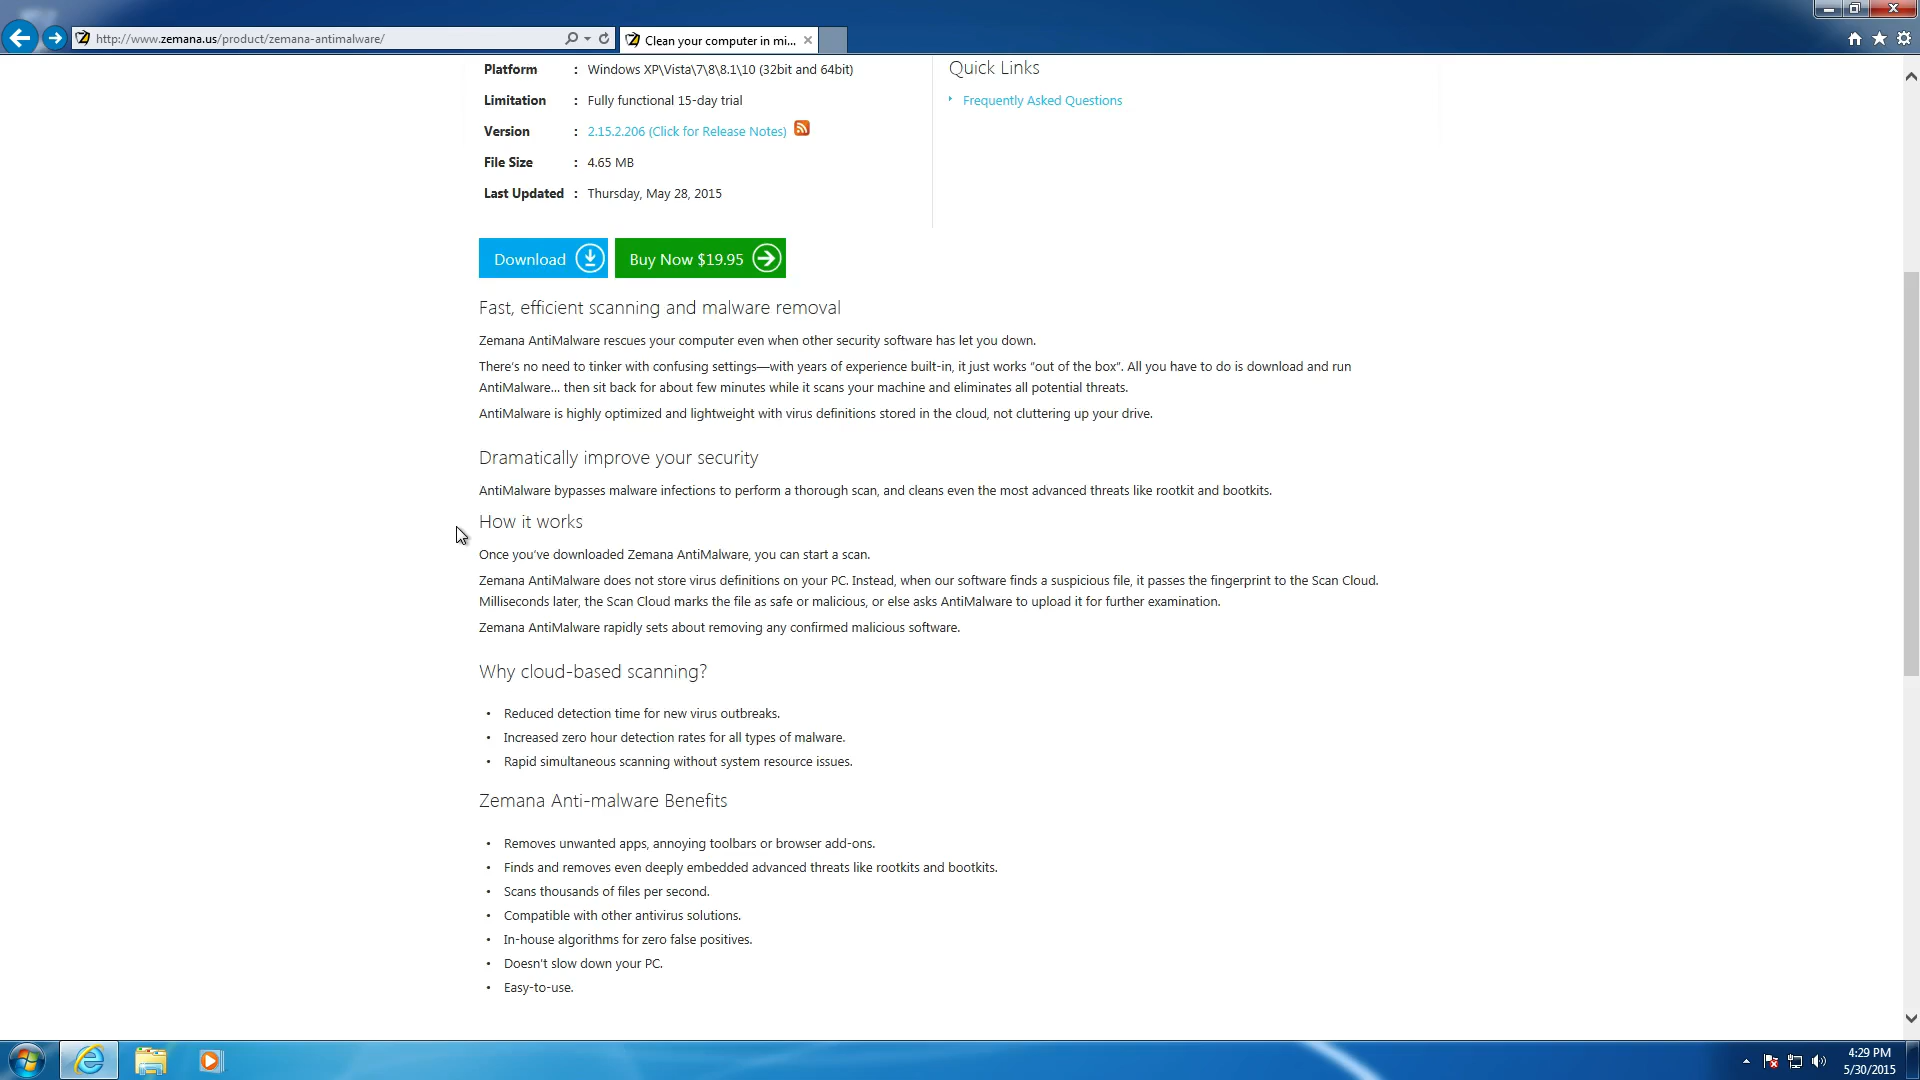 http://www.zemana.us/product/zemana-antimalware/
Clean your computer in mi...
Platform : Windows XP\Vista\7\8\8.1\10 (32bit and 64bit)
Limitation : Fully functional 15-day trial
Version : 2.15.2.206 (Click for Release Notes)
File Size : 4.65 MB
Last Updated : Thursday, May 28, 2015
Quick Links
Frequently Asked Questions
Download
Buy Now $19.95
Fast, efficient scanning and malware removal
Zemana AntiMalware rescues your computer even when other security software has let you down.
There's no need to tinker with confusing settings—with years of experience built-in, it just works "out of the box". All you have to do is download and run
AntiMalware... then sit back for about few minutes while it scans your machine and eliminates all potential threats.
AntiMalware is highly optimized and lightweight with virus definitions stored in the cloud, not cluttering up your drive.
Dramatically improve your security
AntiMalware bypasses malware infections to perform a thorough scan, and cleans even the most advanced threats like rootkit and bootkits.
How it works
Once you've downloaded Zemana AntiMalware, you can start a scan.
Zemana AntiMalware does not store virus definitions on your PC. Instead, when our software finds a suspicious file, it passes the fingerprint to the Scan Cloud.
Milliseconds later, the Scan Cloud marks the file as safe or malicious, or else asks AntiMalware to upload it for further examination.
Zemana AntiMalware rapidly sets about removing any confirmed malicious software.
Why cloud-based scanning?
• Reduced detection time for new virus outbreaks.
• Increased zero hour detection rates for all types of malware.
• Rapid simultaneous scanning without system resource issues.
Zemana Anti-malware Benefits
• Removes unwanted apps, annoying toolbars or browser add-ons.
• Finds and removes even deeply embedded advanced threats like rootkits and bootkits.
• Scans thousands of files per second.
• Compatible with other antivirus solutions.
• In-house algorithms for zero false positives.
• Doesn't slow down your PC.
• Easy-to-use.
4:29 PM
5/30/2015